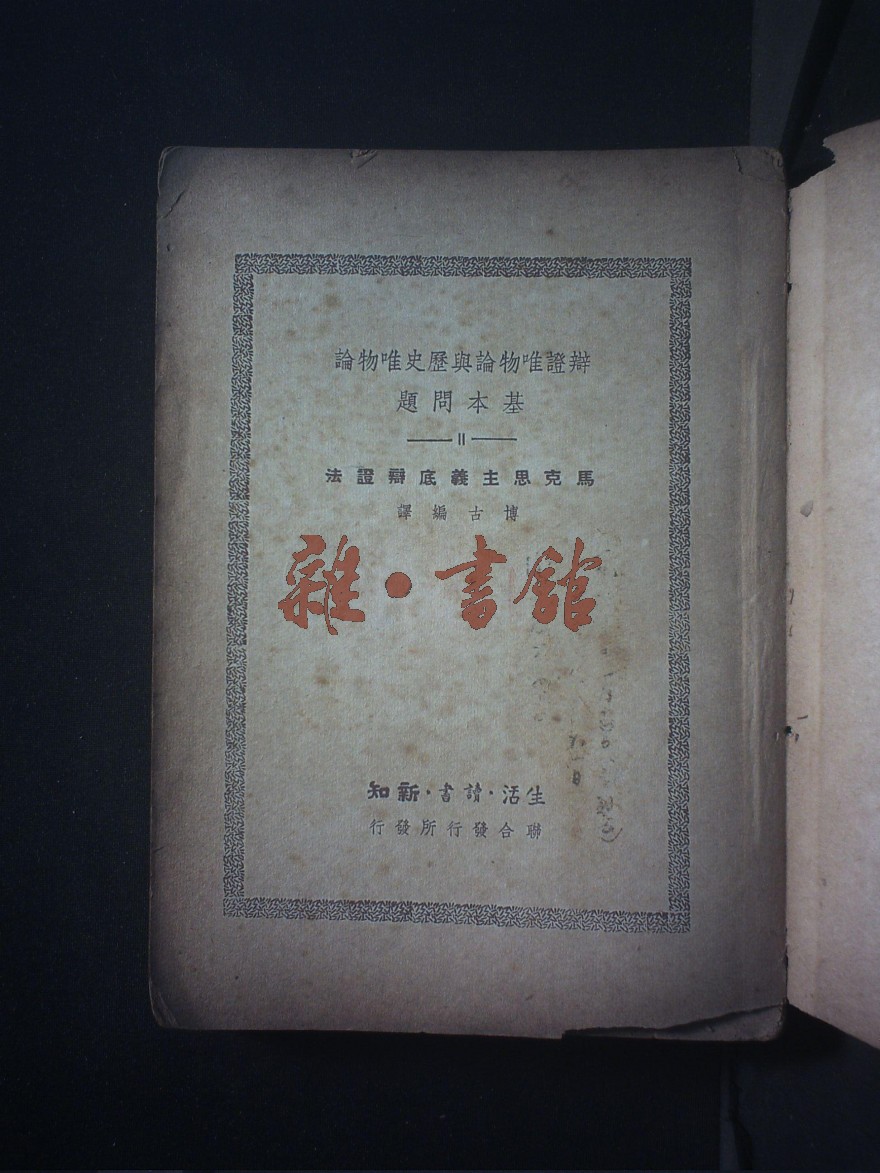 辯證唯物論與歷史唯物論
基本問題
II
馬克思主義底辯證法
博古編譯
雜·書館
生活·讀書·新知
聯合發行所發行